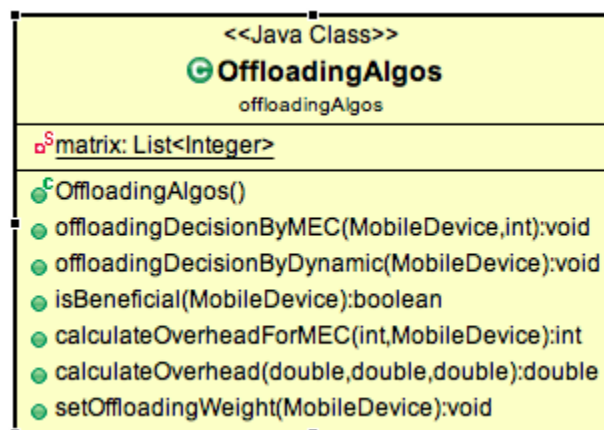 <<Java Class>>
OffloadingAlgos
offloadingAlgos
matrix: List<Integer>
OffloadingAlgos()
offloadingDecisionByMEC(MobileDevice,int):void
offloadingDecisionByDynamic(MobileDevice):void
isBeneficial(MobileDevice):boolean
calculateOverheadForMEC(int,MobileDevice):int
calculateOverhead(double,double,double):double
setOffloadingWeight(MobileDevice):void